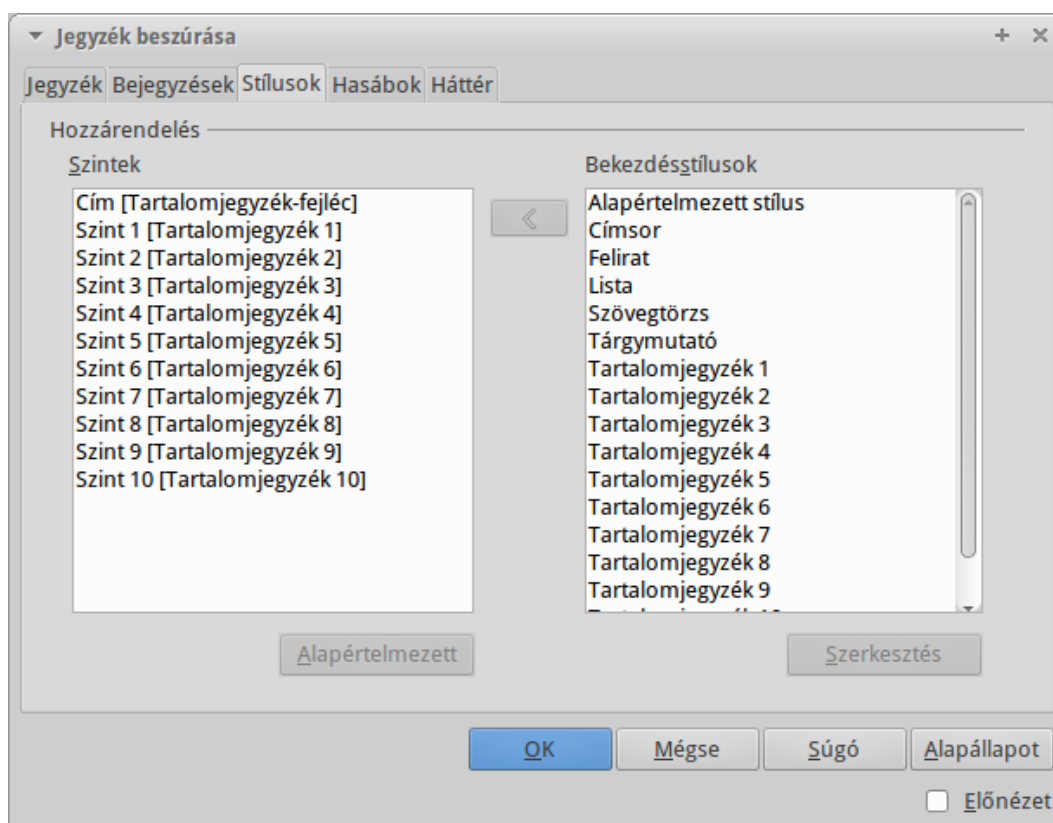 Jegyzék beszúrása
Jegyzék Bejegyzések Stílusok Hasábok Háttér
Hozzárendelés
Szintek
Cím [Tartalomjegyzék-fejléc]
Szint 1 [Tartalomjegyzék 1]
Szint 2 [Tartalomjegyzék 2]
Szint 3 [Tartalomjegyzék 3]
Szint 4 [Tartalomjegyzék 4]
Szint 5 [Tartalomjegyzék 5]
Szint 6 [Tartalomjegyzék 6]
Szint 7 [Tartalomjegyzék 7]
Szint 8 [Tartalomjegyzék 8]
Szint 9 [Tartalomjegyzék 9]
Szint 10 [Tartalomjegyzék 10]
Alapértelmezett
Bekezdésstílusok
Alapértelmezett stílus
Címsor
Felirat
Lista
Szövegtörzs
Tárgymutató
Tartalomjegyzék 1
Tartalomjegyzék 2
Tartalomjegyzék 3
Tartalomjegyzék 4
Tartalomjegyzék 5
Tartalomjegyzék 6
Tartalomjegyzék 7
Tartalomjegyzék 8
Tartalomjegyzék 9
Szerkesztés
OK Mégse Súgó Alapállapot
Előnézet